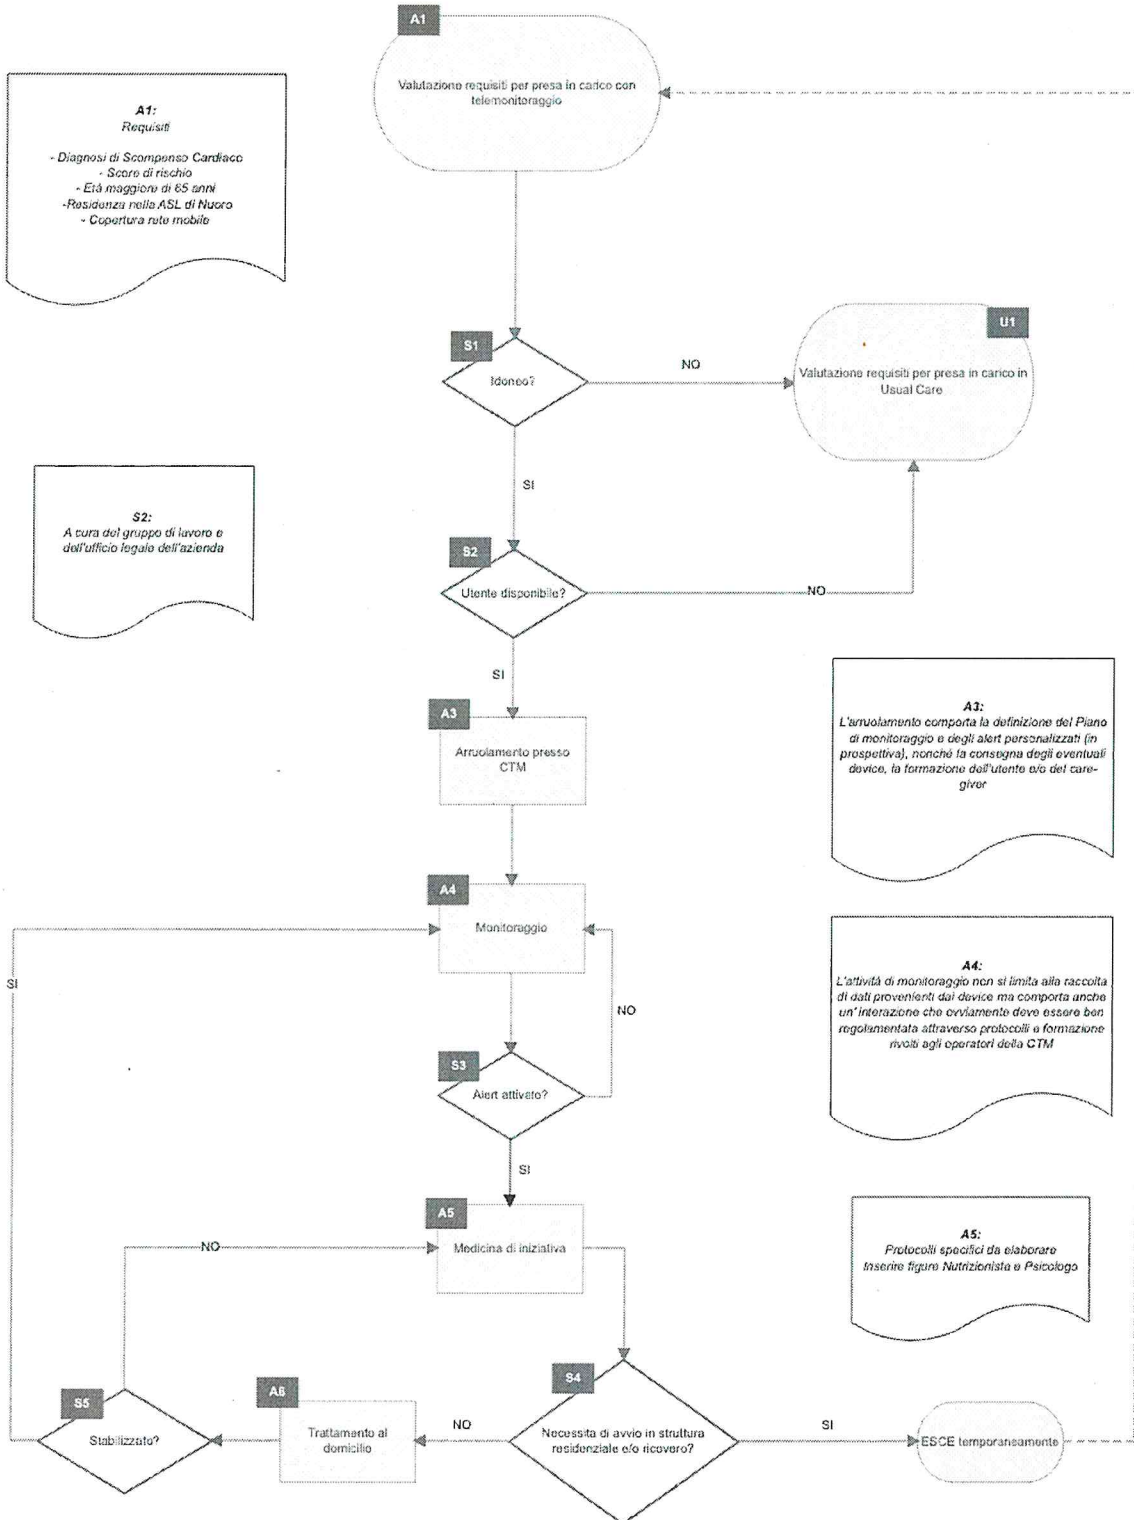 A1
Valutazione requisiti per presa in carico con
telemonitoraggio
A1:
Requisiti
- Diagnosi di Scompenso Cardiaco
- Score di rischio
- Età maggiore di 65 anni
-Residenza nella ASL di Nuoro
- Copertura rete mobile
S1
Idoneo?
NO
U1
Valutazione requisiti per presa in carico in
Usual Care
SI
S2:
A cura del gruppo di lavoro e
dell'ufficio legale dell'azienda
S2
Utente disponibile?
NO
SI
A3
Arruolamento presso
CTM
A3:
L'arruolamento comporta la definizione del Piano
di monitoraggio e degli alert personalizzati (in
prospettiva), nonché la consegna degli eventuali
device, la formazione dell'utente e/o del care-
giver
A4
Monitoraggio
SI
NO
A4:
L'attività di monitoraggio non si limita alla raccolta
di dati provenienti dai device ma comporta anche
un' interazione che ovviamente deve essere ben
regolamentata attraverso protocolli e formazione
rivolti agli operatori della CTM
S3
Alert attivato?
SI
A5
Medicina di iniziativa
NO
A5:
Protocolli specifici da elaborare
Inserire figure Nutrizionista e Psicologo
S5
Stabilizzato?
A6
Trattamento al
domicilio
NO
S4
Necessita di avvio in struttura
residenziale e/o ricovero?
SI
ESCE temporaneamente